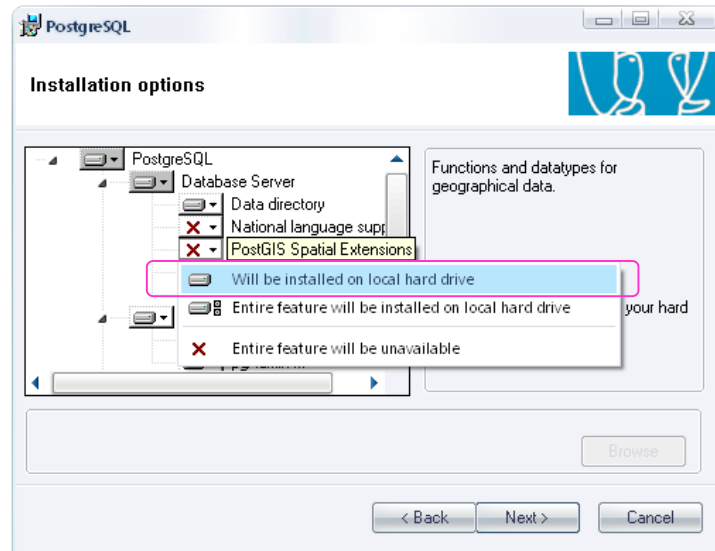 PostgreSQL
Installation options
PostgreSQL
Database Server
Data directory
National language supp
PostGIS Spatial Extensions
Will be installed on local hard drive
Entire feature will be installed on local hard drive
Entire feature will be unavailable
Functions and datatypes for
geographical data.
your hard
Browse
< Back
Next >
Cancel